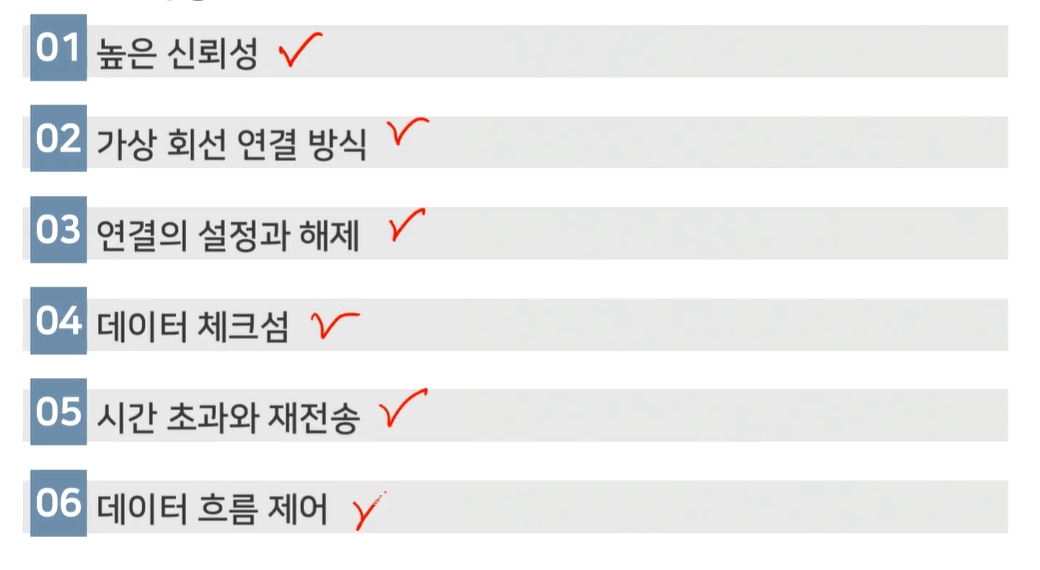 01 높은 신뢰성
02 가상 회선 연결 방식
03 연결의 설정과 해제
04 데이터 체크섬
05 시간 초과와 재전송
06 데이터 흐름 제어